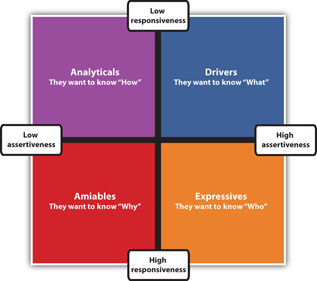 Low
responsiveness
Analyticals
They want to know “How”
Drivers
They want to know “What”
Low
assertiveness
High
assertiveness
Amiables
They want to know “Why”
Expressives
They want to know “Who”
High
responsiveness